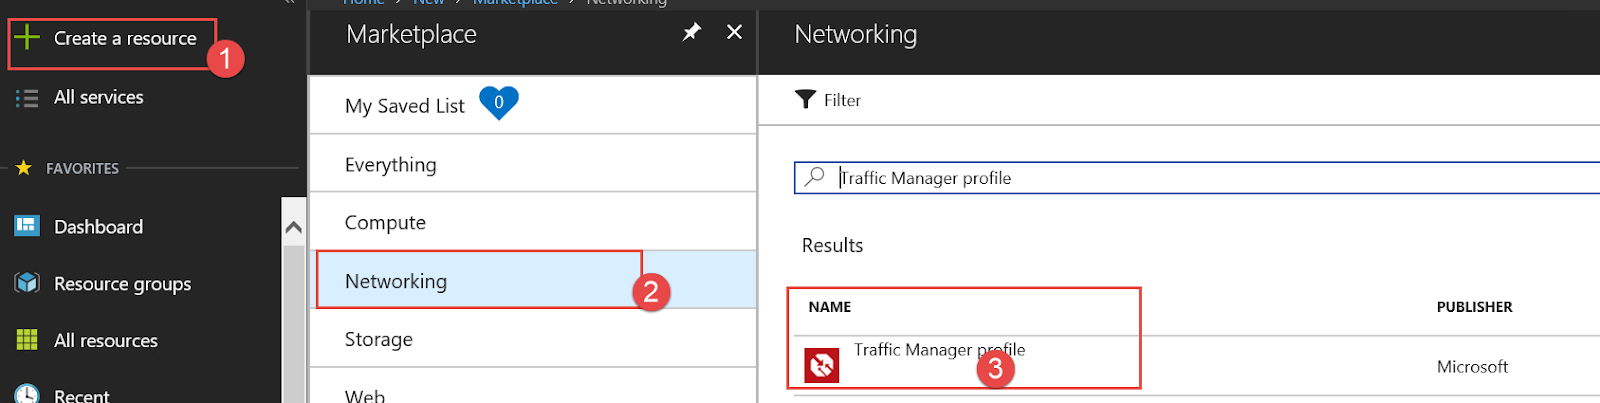 Home > New > Marketplace > Networking
Create a resource
1
All services
FAVORITES
Dashboard
Resource groups
All resources
Recent
Marketplace
My Saved List 0
Everything
Compute
Networking
2
Storage
Web
Networking
Filter
Traffic Manager profile
Results
NAME PUBLISHER
Traffic Manager profile Microsoft
3